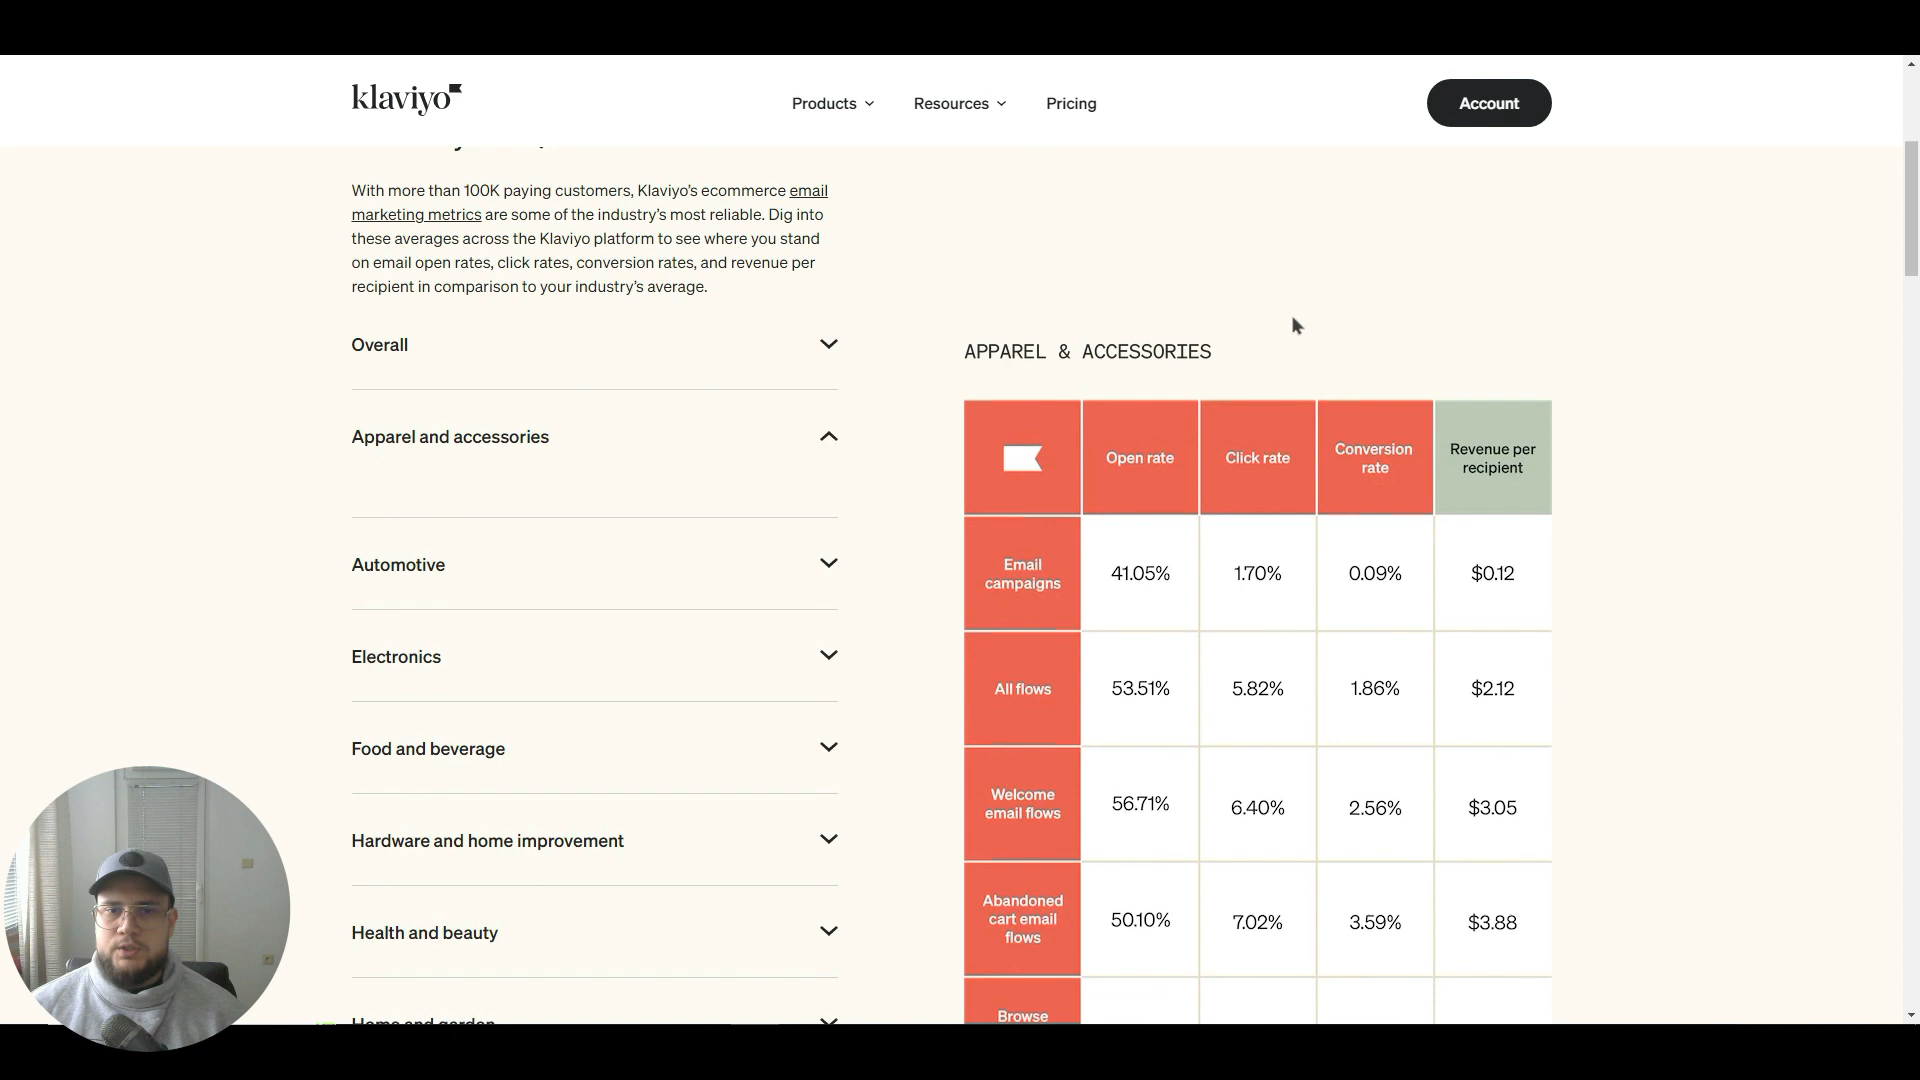 klaviyo
Products
Resources
Pricing
Account
With more than 100K paying customers, Klaviyo's ecommerce email
marketing metrics are some of the industry's most reliable. Dig into
these averages across the Klaviyo platform to see where you stand
on email open rates, click rates, conversion rates, and revenue per
recipient in comparison to your industry's average.
Overall
Apparel and accessories
Automotive
Electronics
Food and beverage
Hardware and home improvement
Health and beauty
Home and garden
APPAREL & ACCESSORIES
Open rate
Click rate
Conversion
rate
Revenue per
recipient
Email
campaigns
41.05%
1.70%
0.09%
$0.12
All flows
53.51%
5.82%
1.86%
$2.12
Welcome
email flows
56.71%
6.40%
2.56%
$3.05
Abandoned
cart email
flows
50.10%
7.02%
3.59%
$3.88
Browse